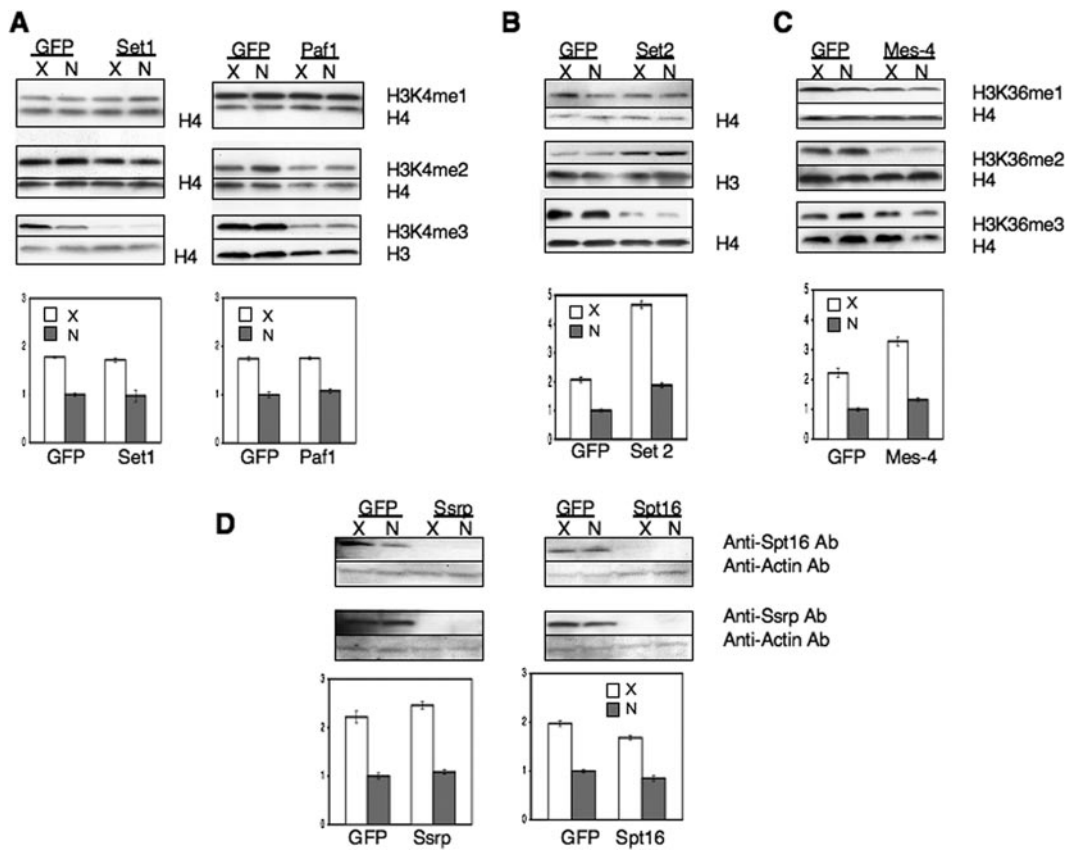 A
GFP Set1
X N X N
H4
H4
H4
GFP Paf1
X N X N
H3K4me1
H4
H3K4me2
H4
H3K4me3
H3
3
2
1
0
X
N
GFP Set1
3
2
1
0
X
N
GFP Paf1
B
GFP Set2
X N X N
H4
H3
H4
5
4
3
2
1
0
X
N
GFP Set 2
C
GFP Mes-4
X N X N
H3K36me1
H4
H3K36me2
H4
H3K36me3
H4
5
4
3
2
1
0
X
N
GFP Mes-4
D
GFP Ssrp
X N X N
GFP Spt16
X N X N
Anti-Spt16 Ab
Anti-Actin Ab
Anti-Ssrp Ab
Anti-Actin Ab
3
2
1
0
GFP Ssrp
3
2
1
0
X
N
GFP Spt16